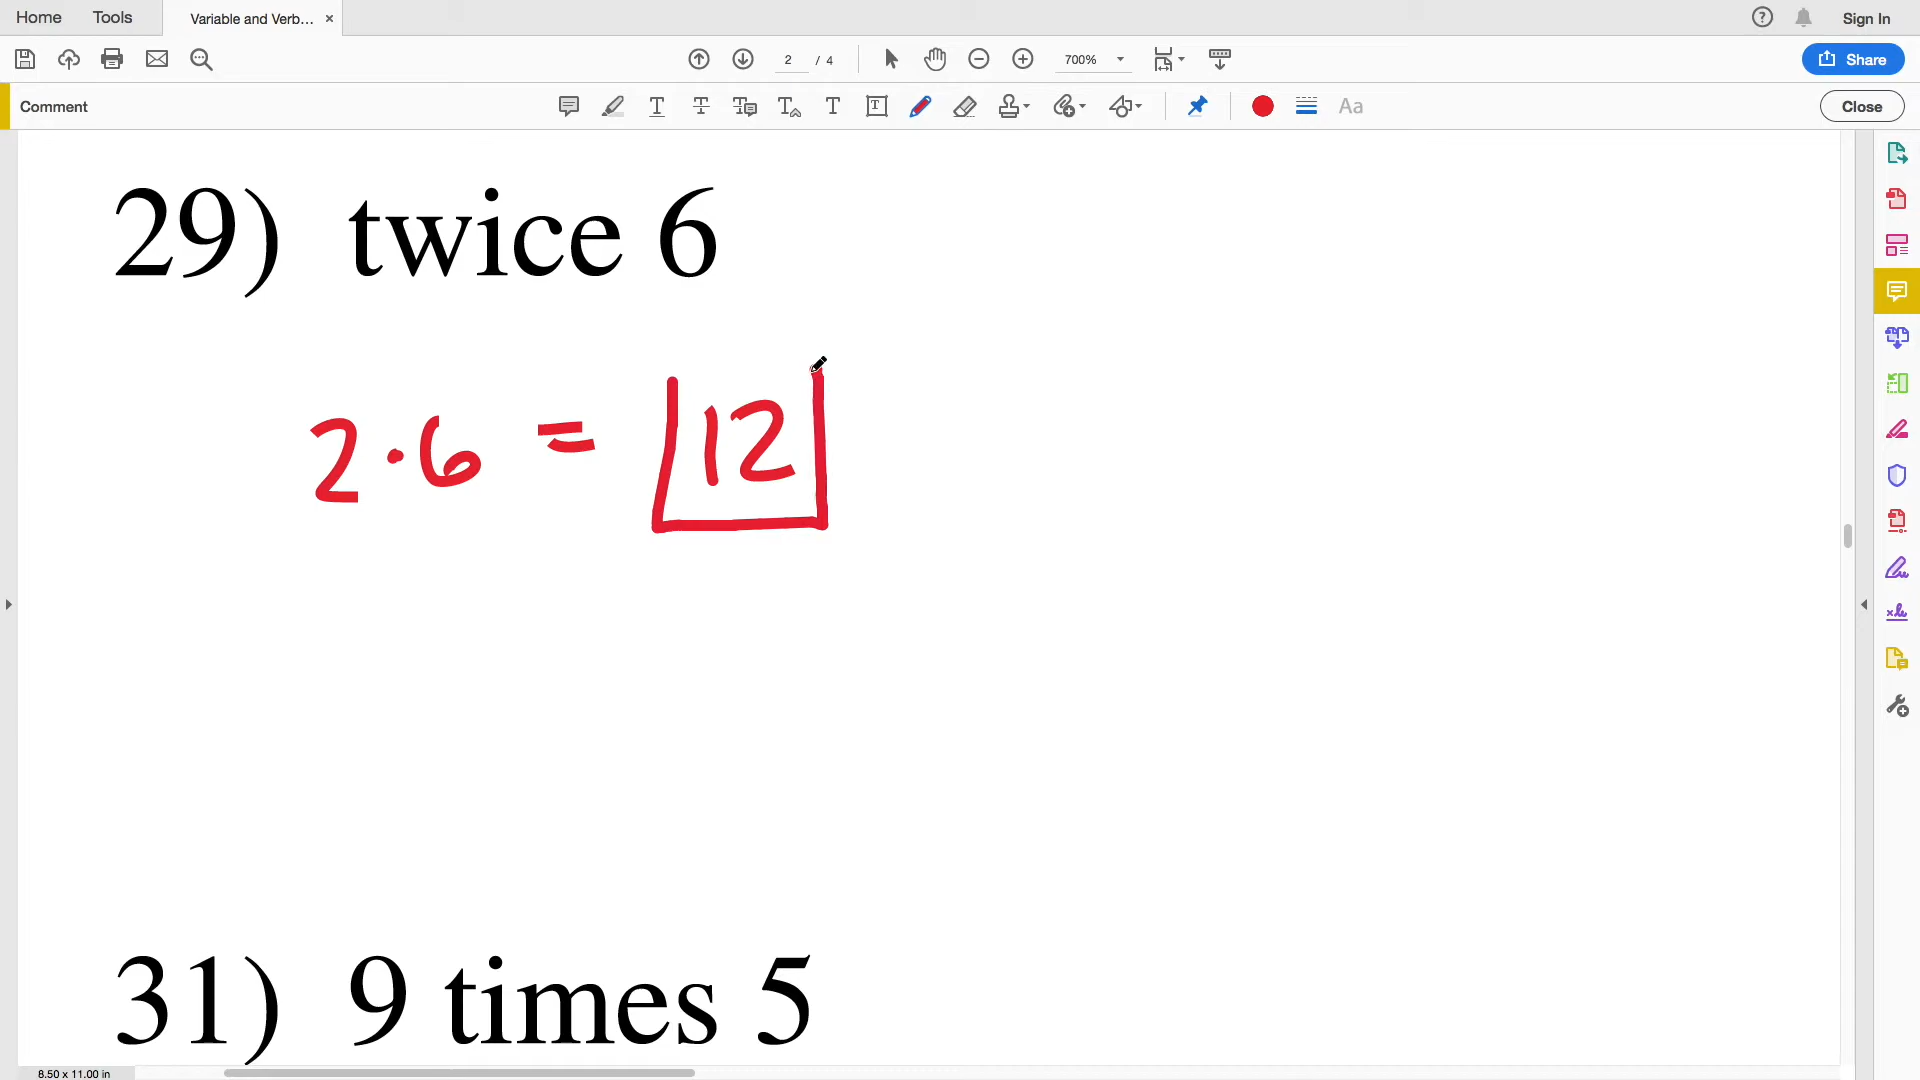 Home Tools Variable and Verb... × Sign In
2 / 4 700% Share
Comment Aa Close
29) twice 6
2 · 6 = 12
31) 9 times 5
8.50 x 11.00 in